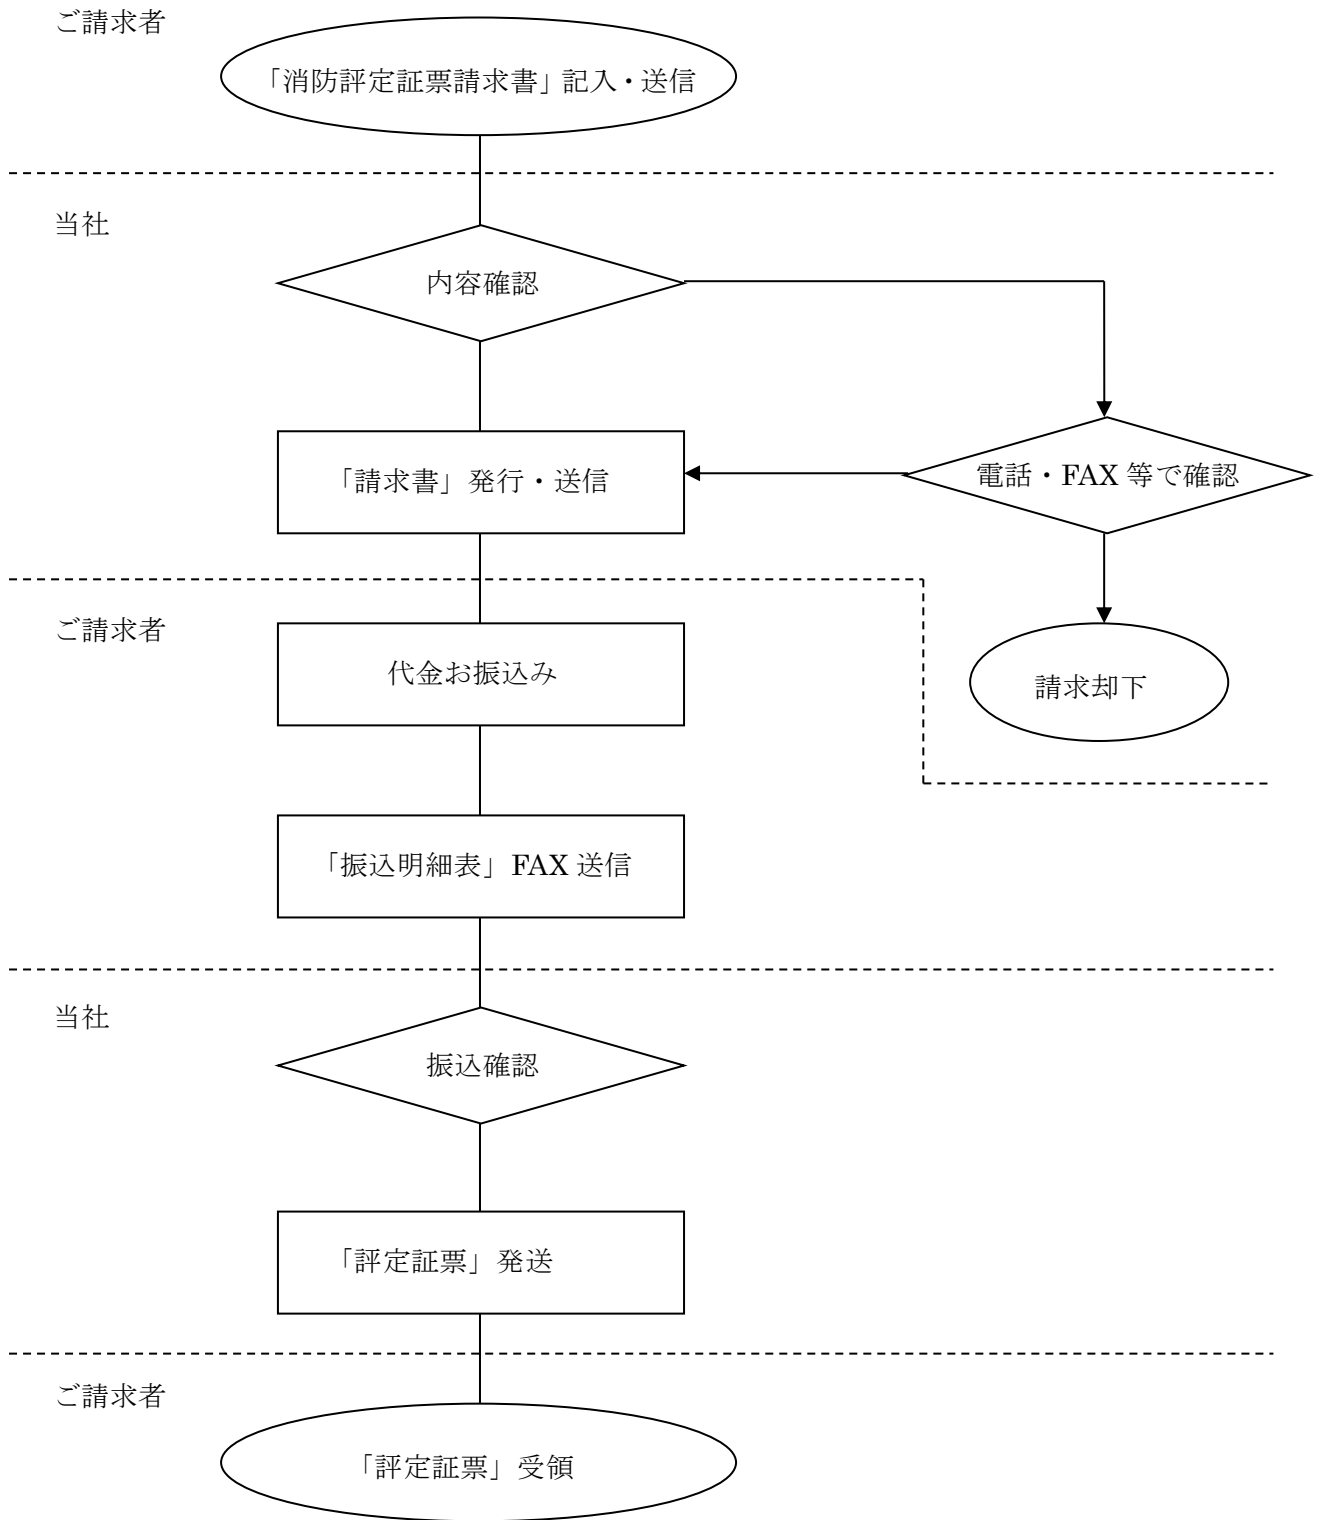 ご請求者
「消防評定証票請求書」記入・送信
当社
内容確認
「請求書」発行・送信
電話・FAX 等で確認
ご請求者
代金お振込み
請求却下
「振込明細表」FAX 送信
当社
振込確認
「評定証票」発送
ご請求者
「評定証票」受領